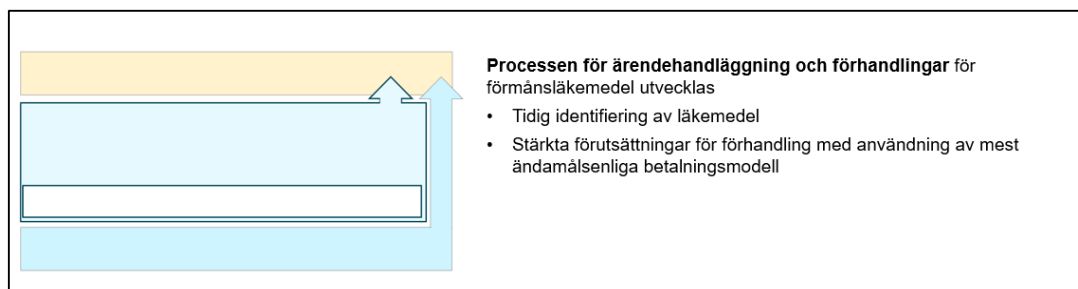 Processen för ärendehandläggning och förhandlingar för
förmånsläkemedel utvecklas
• Tidig identifiering av läkemedel
• Stärkta förutsättningar för förhandling med användning av mest
ändamålsenliga betalningsmodell